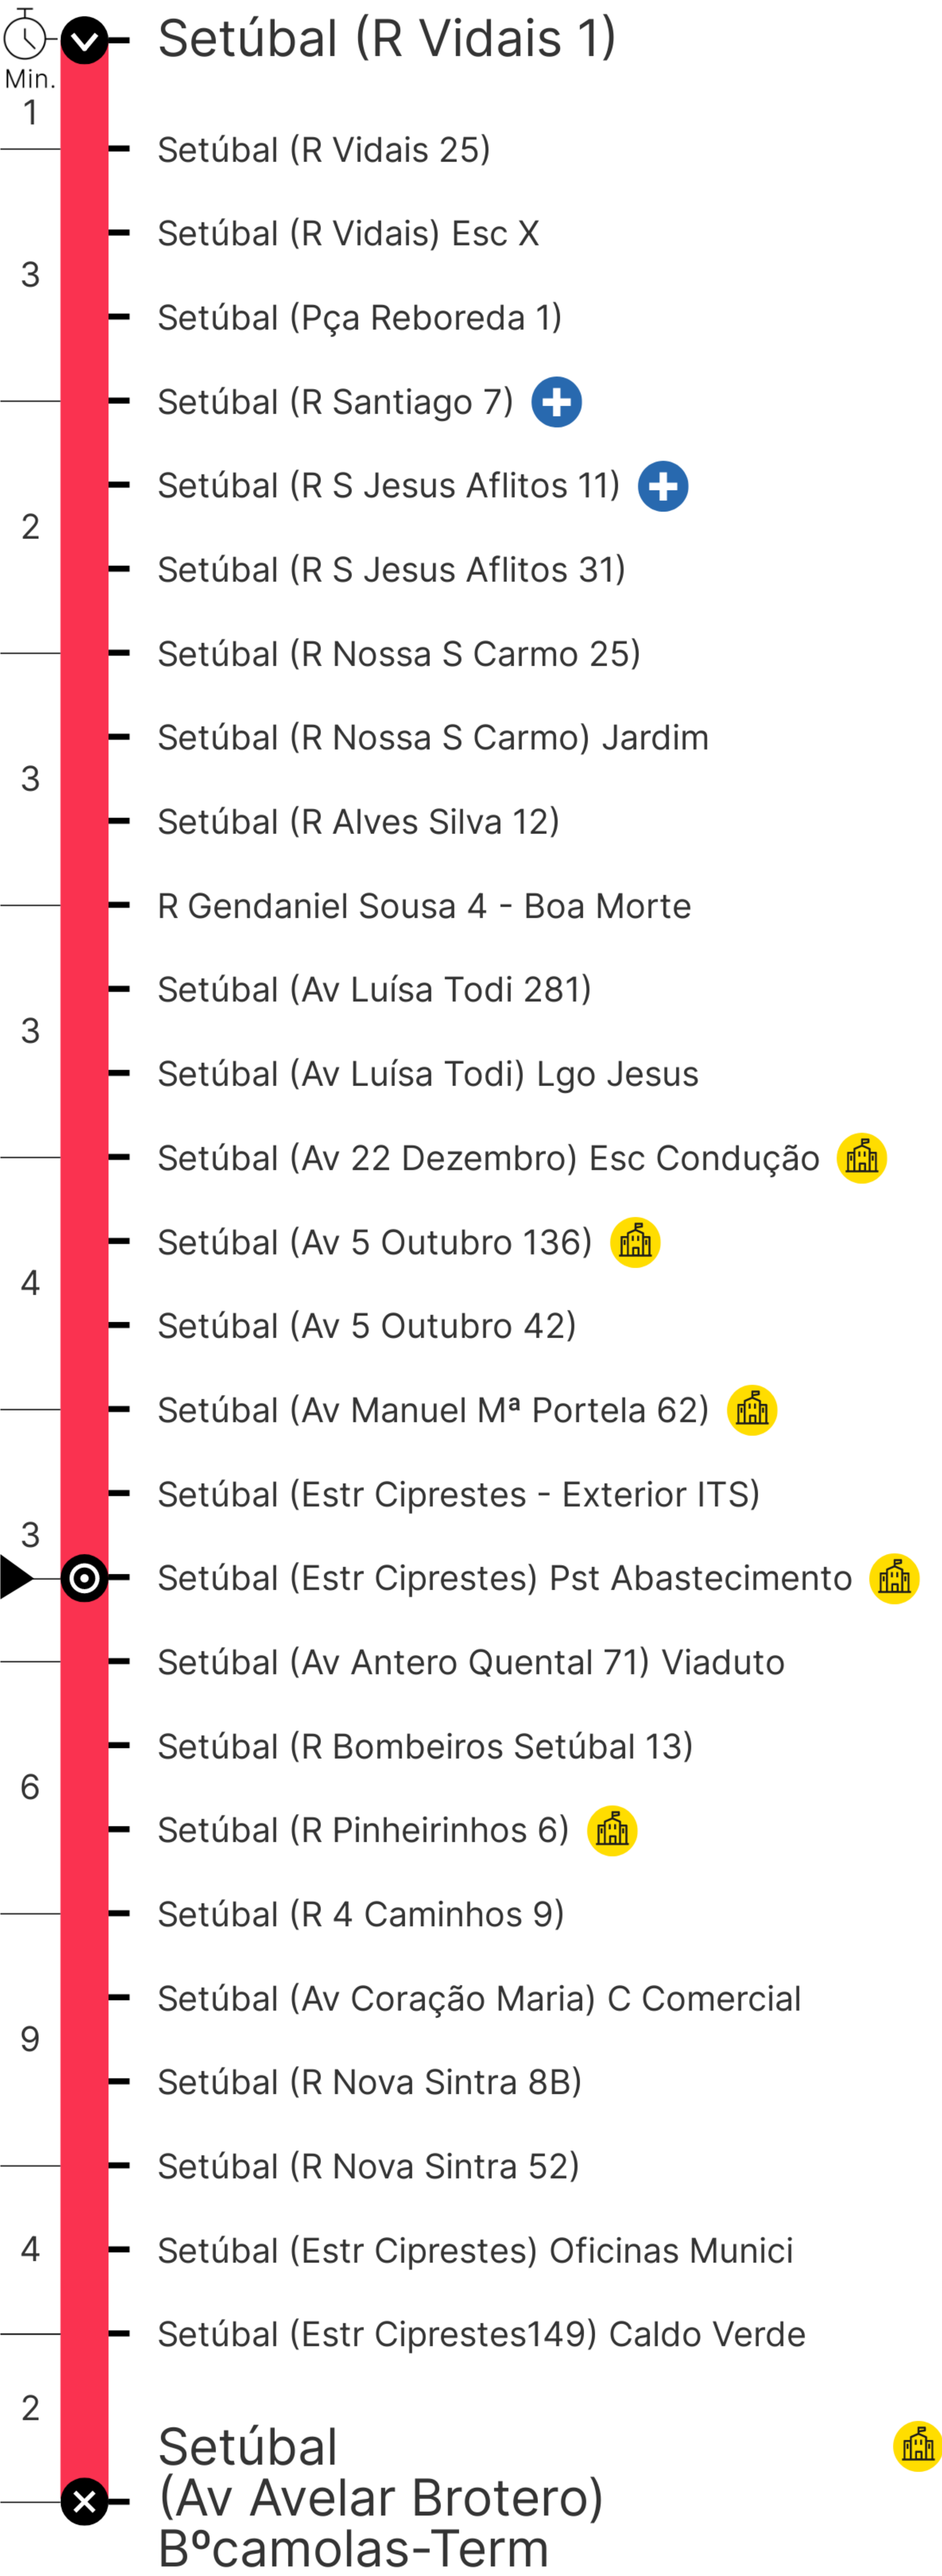 Setúbal (R Vidais 1)
Min.
1
Setúbal (R Vidais 25)
Setúbal (R Vidais) Esc X
3
Setúbal (Pça Reboreda 1)
Setúbal (R Santiago 7)
Setúbal (R S Jesus Aflitos 11)
2
Setúbal (R S Jesus Aflitos 31)
Setúbal (R Nossa S Carmo 25)
Setúbal (R Nossa S Carmo) Jardim
3
Setúbal (R Alves Silva 12)
R Gendaniel Sousa 4 - Boa Morte
Setúbal (Av Luísa Todi 281)
3
Setúbal (Av Luísa Todi) Lgo Jesus
Setúbal (Av 22 Dezembro) Esc Condução
Setúbal (Av 5 Outubro 136)
4
Setúbal (Av 5 Outubro 42)
Setúbal (Av Manuel Mª Portela 62)
Setúbal (Estr Ciprestes - Exterior ITS)
3
Setúbal (Estr Ciprestes) Pst Abastecimento
Setúbal (Av Antero Quental 71) Viaduto
Setúbal (R Bombeiros Setúbal 13)
6
Setúbal (R Pinheirinhos 6)
Setúbal (R 4 Caminhos 9)
Setúbal (Av Coração Maria) C Comercial
9
Setúbal (R Nova Sintra 8B)
Setúbal (R Nova Sintra 52)
4
Setúbal (Estr Ciprestes) Oficinas Munici
Setúbal (Estr Ciprestes149) Caldo Verde
2
Setúbal
(Av Avelar Brotero)
Bºcamolas-Term